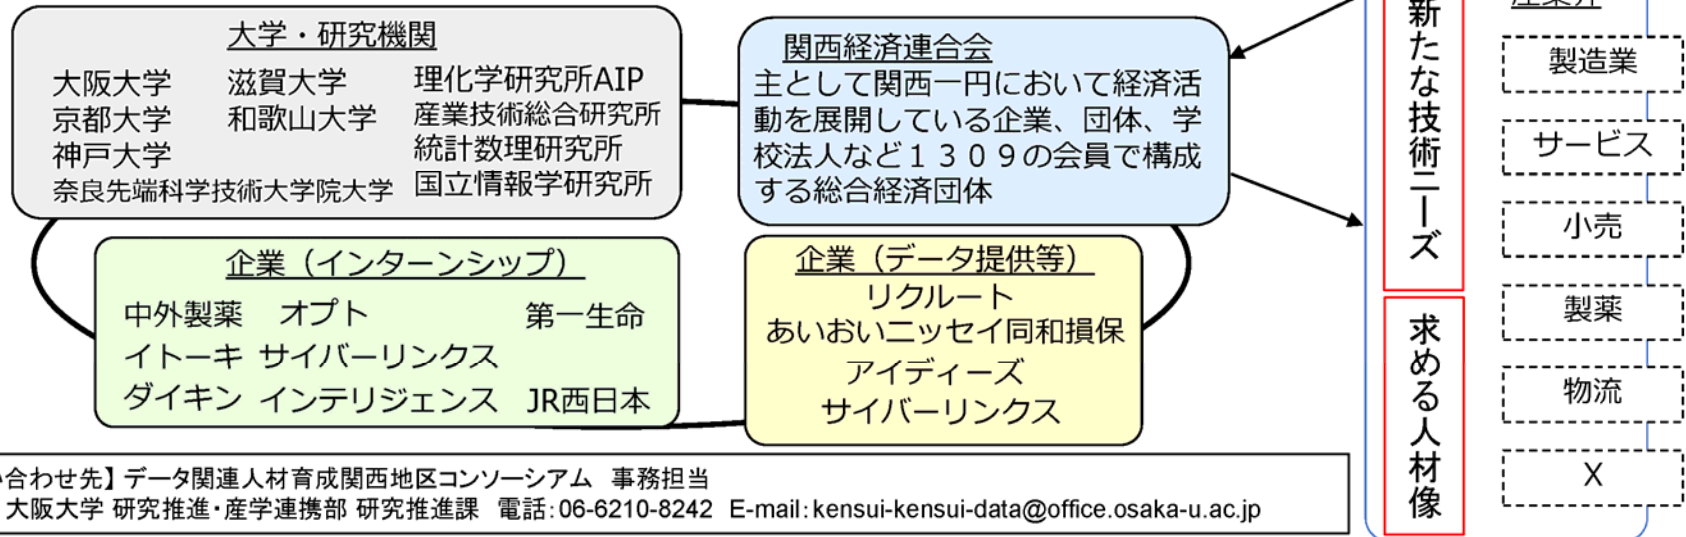 大学・研究機関
大阪大学 滋賀大学 理化学研究所AIP
京都大学 和歌山大学 産業技術総合研究所
神戸大学 統計数理研究所
奈良先端科学技術大学院大学 国立情報学研究所
関西経済連合会
主として関西一円において経済活
動を展開している企業、団体、学
校法人など１３０９の会員で構成
する総合経済団体
企業（インターンシップ）
中外製薬 オプト 第一生命
イトーキ サイバーリンクス
ダイキン インテリジェンス JR西日本
企業（データ提供等）
リクルート
あいおいニッセイ同和損保
アイディーズ
サイバーリンクス
新たな技術ニーズ
求める人材像
製造業
サービス
小売
製薬
物流
X
い合わせ先】データ関連人材育成関西地区コンソーシアム 事務担当
大阪大学 研究推進・産学連携部 研究推進課 電話：06-6210-8242 E-mail：kensui-kensui-data@office.osaka-u.ac.jp